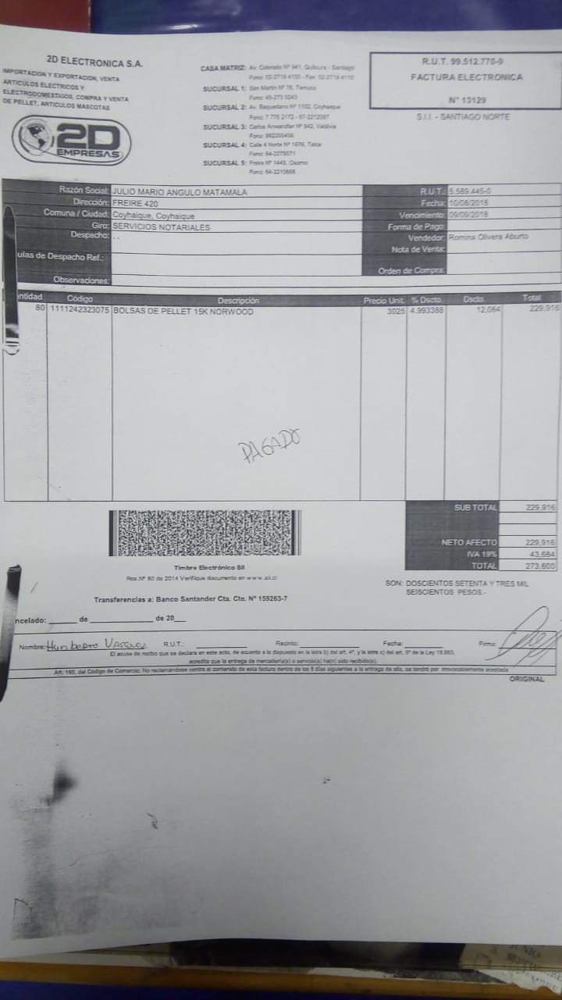 2D ELECTRONICA S.A.
IMPORTACION Y EXPORTACION, VENTA
ARTICULOS ELECTRICOS Y
ELECTRODOMESTIGOS, COMPRA Y VENTA
DE PELLET, ARTICULOS MASCOTAS
2D
EMPRESAS
CASA MATRIZ: Av. Colorado Nº 941, Quilicura - Santiago
Fono: 02-2719 4100 - Fax: 02-2719 4110
SUCURSAL 1: San Martin Nº 76, Temuco
Fono: 45-273 5243
SUCURSAL 2: Av. Baquedano Nº 1102, Coyhaique
Fono: 7 776 2172 - 67-2212097
SUCURSAL 3: Carlos Anwandter Nº 842, Valdivia
Fono:
SUCURSAL 4: Calle 4 Norte Nº 1676, Talca
Fono: 64-2279071
SUCURSAL 5: Freire Nº 1449, Osorno
Fono: 64-2210666
R.U.T. 99.512.770-9
FACTURA ELECTRONICA
N° 13129
S.I.I. - SANTIAGO NORTE
Razón Social: JULIO MARIO ANGULO MATAMALA
Dirección: FREIRE 420
Comuna / Ciudad: Coyhaique, Coyhaique
Giro: SERVICIOS NOTARIALES
Despacho: . .
uías de Despacho Ref.:
Observaciones:
R.U.T.: 5.589.445-0
Fecha: 10/08/2018
Vencimiento: 09/09/2018
Forma de Pago:
Vendedor: Romina Olivera Aburto
Nota de Venta:
Orden de Compra:
ntidad Código Descripción Precio Unit. % Dscto. Dscto. Total
80 1111242323075 BOLSAS DE PELLET 15K NORWOOD 3025 4.993388 12,084 229,916
PAGADO
SUB TOTAL 229,916
NETO AFECTO 229,916
IVA 19% 43,684
TOTAL 273,600
Timbre Electrónico SII
Res.Nº 80 de 2014 Verifique documento en www.sii.cl
SON: DOSCIENTOS SETENTA Y TRES MIL
SEISCIENTOS PESOS.-
Transferencias a: Banco Santander Cta. Cte. Nº 159263-7
ncelado: ______ de ____________ de 20__
Nombre: Humberto Vasquez R.U.T.: Recinto: Fecha: Firma:
El acuse de recibo que se declara en este acto, de acuerdo a lo dispuesto en la letra b) del art. 4°, y la letra c) del art. 5° de la Ley 19.983,
acredita que la entrega de mercadería(s) o servicio(s) ha(n) sido recibido(s).
Art. 160, del Código de Comercio: No reclamándose contra el contenido de esta factura dentro de los 8 días siguientes a la entrega de ella, se tendrá por irrevocablemente aceptada
ORIGINAL